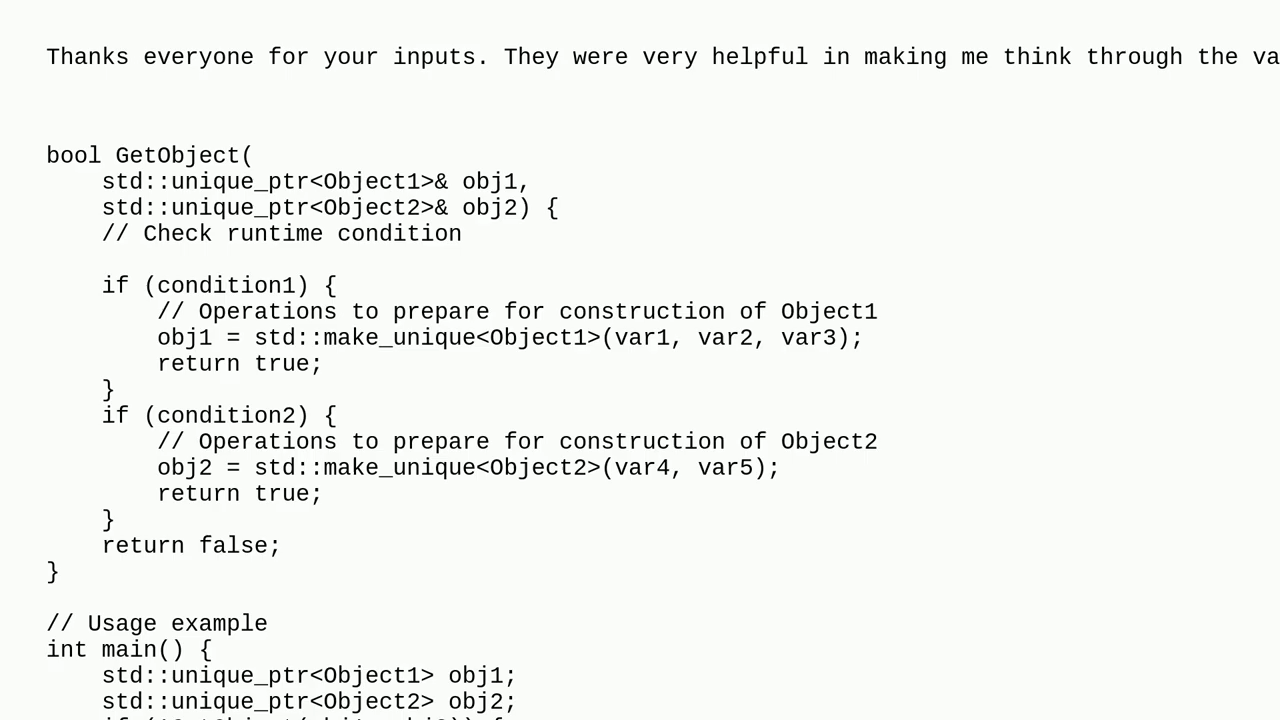 Thanks everyone for your inputs. They were very helpful in making me think through the
bool GetObject(
    std::unique_ptr<Object1>& obj1,
    std::unique_ptr<Object2>& obj2) {
    // Check runtime condition
    if (condition1) {
        // Operations to prepare for construction of Object1
        obj1 = std::make_unique<Object1>(var1, var2, var3);
        return true;
    }
    if (condition2) {
        // Operations to prepare for construction of Object2
        obj2 = std::make_unique<Object2>(var4, var5);
        return true;
    }
    return false;
}
// Usage example
int main() {
    std::unique_ptr<Object1> obj1;
    std::unique_ptr<Object2> obj2;